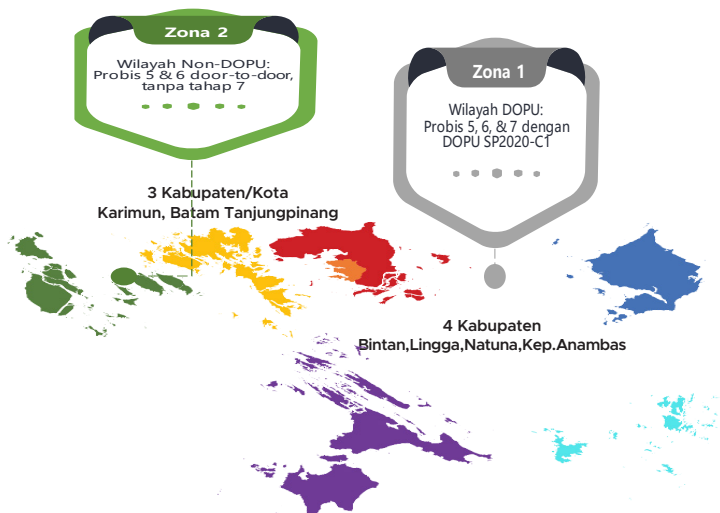 Zona 2
Wilayah Non-DOPU:
Probis 5 & 6 door-to-door,
tanpa tahap 7
Zona 1
Wilayah DOPU:
Probis 5, 6, & 7 dengan
DOPU SP2020-C1
3 Kabupaten/Kota
Karimun, Batam Tanjungpinang
4 Kabupaten
Bintan,Lingga,Natuna,Kep.Anambas